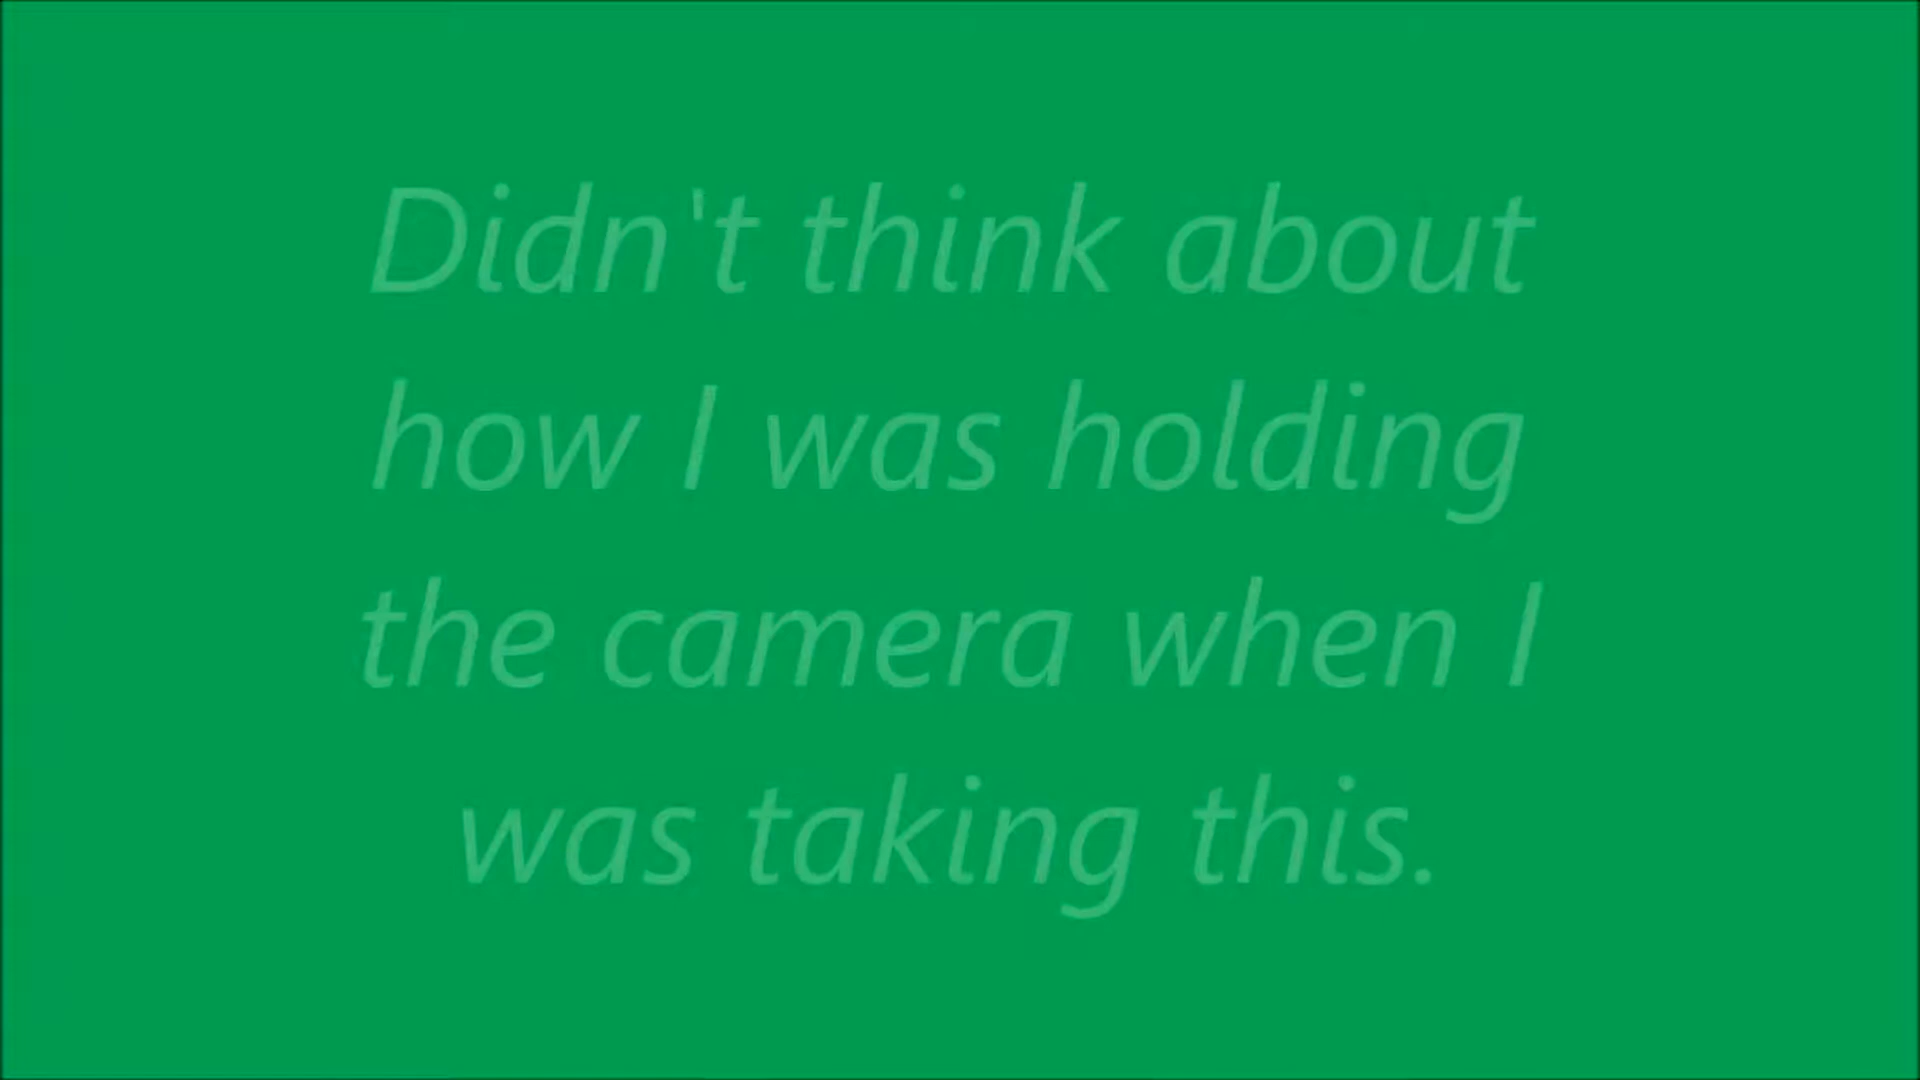 Didn't think about
how I was holding
the camera when I
was taking this.